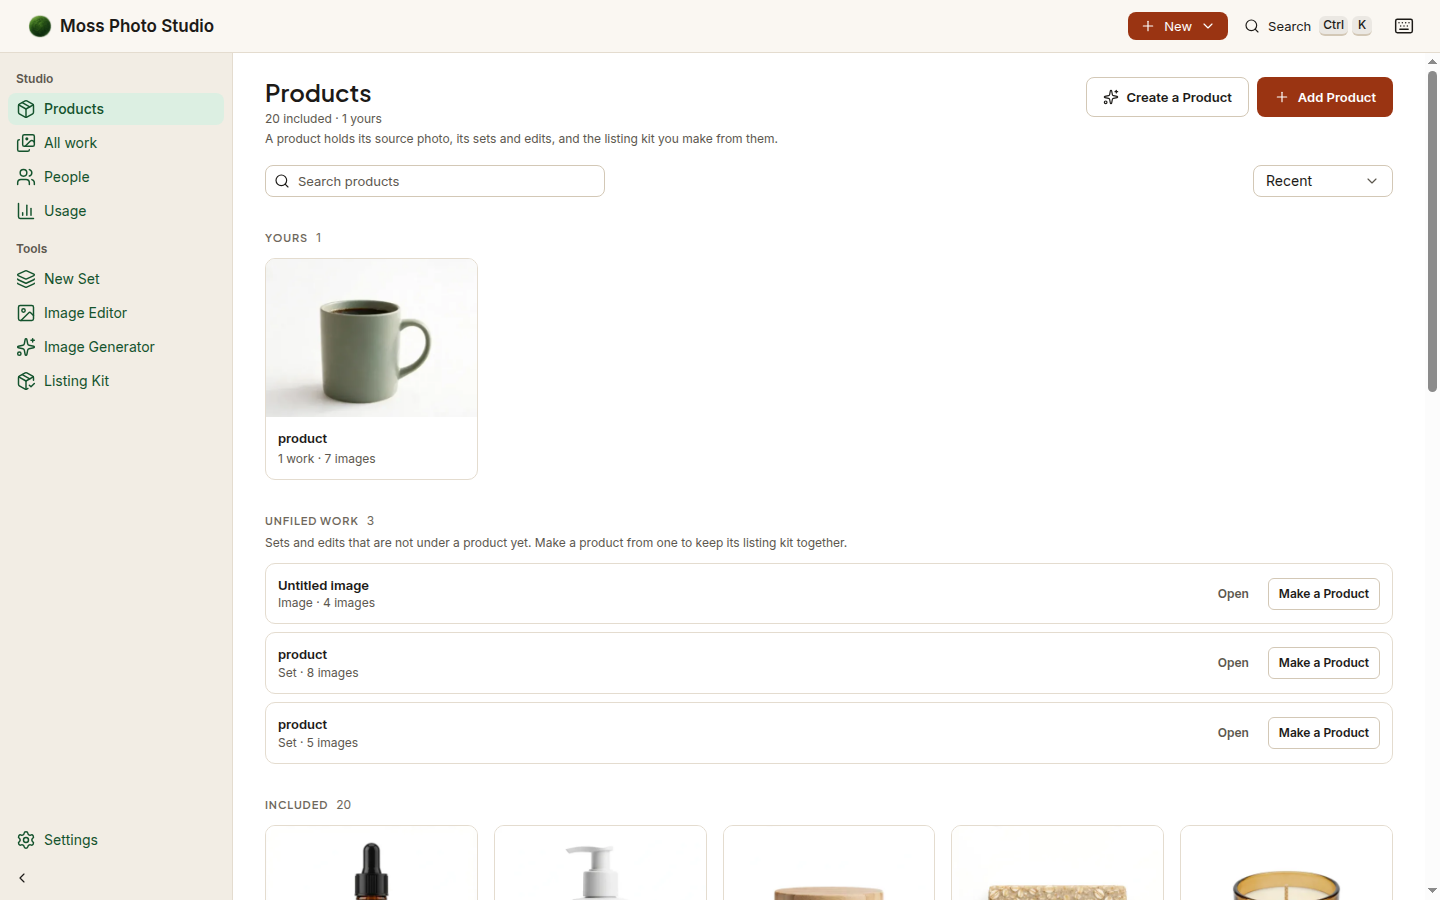 Moss Photo Studio
New
Search Ctrl K
Studio
Products
All work
People
Usage
Tools
New Set
Image Editor
Image Generator
Listing Kit
Settings
Products
20 included · 1 yours
A product holds its source photo, its sets and edits, and the listing kit you make from them.
Create a Product
Add Product
Search products
Recent
YOURS 1
product
1 work · 7 images
UNFILED WORK 3
Sets and edits that are not under a product yet. Make a product from one to keep its listing kit together.
Untitled image
Image · 4 images
Open
Make a Product
product
Set · 8 images
Open
Make a Product
product
Set · 5 images
Open
Make a Product
INCLUDED 20